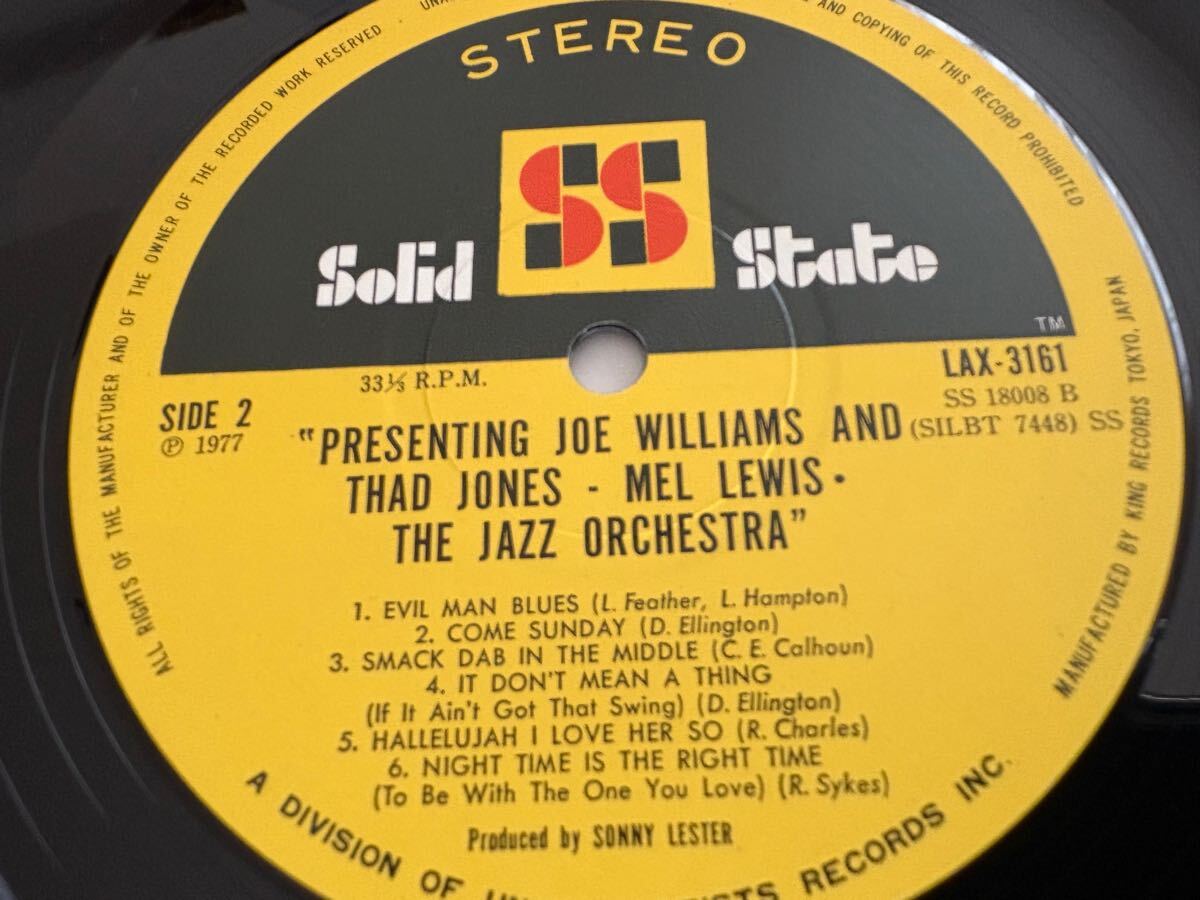 STEREO
Solid SS State
TM
33⅓ R.P.M.
LAX-3161
SIDE 2
SS 18008 B
℗ 1977
(SILBT 7448) SS
"PRESENTING JOE WILLIAMS AND
THAD JONES - MEL LEWIS•
THE JAZZ ORCHESTRA"
1. EVIL MAN BLUES (L. Feather, L. Hampton)
2. COME SUNDAY (D. Ellington)
3. SMACK DAB IN THE MIDDLE (C. E. Calhoun)
4. IT DON'T MEAN A THING
(If It Ain't Got That Swing) (D. Ellington)
5. HALLELUJAH I LOVE HER SO (R. Charles)
6. NIGHT TIME IS THE RIGHT TIME
(To Be With The One You Love) (R. Sykes)
Produced by SONNY LESTER
ALL RIGHTS OF THE MANUFACTURER AND OF THE OWNER OF THE RECORDED WORK RESERVED
AND COPYING OF THIS RECORD PROHIBITED
MANUFACTURED BY KING RECORDS TOKYO, JAPAN
A DIVISION OF RECORDS INC.